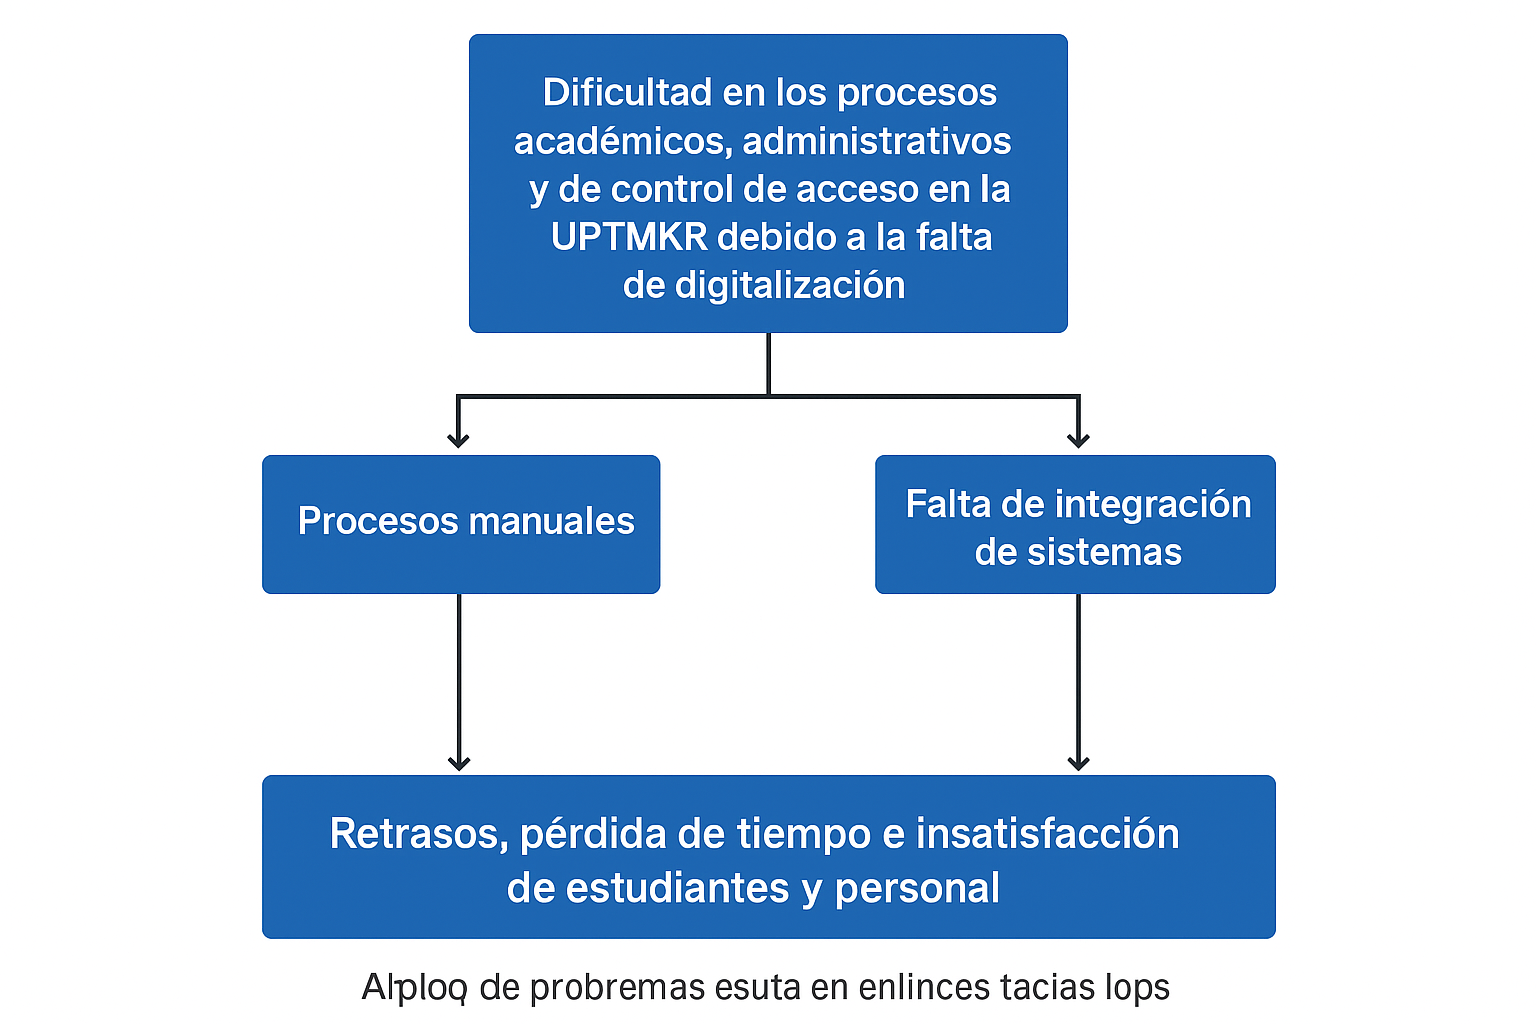 Dificultad en los procesos
académicos, administrativos
y de control de acceso en la
UPTMKR debido a la falta
de digitalización
Procesos manuales
Falta de integración
de sistemas
Retrasos, pérdida de tiempo e insatisfacción
de estudiantes y personal
de probremas esuta en enlinces tacias lops